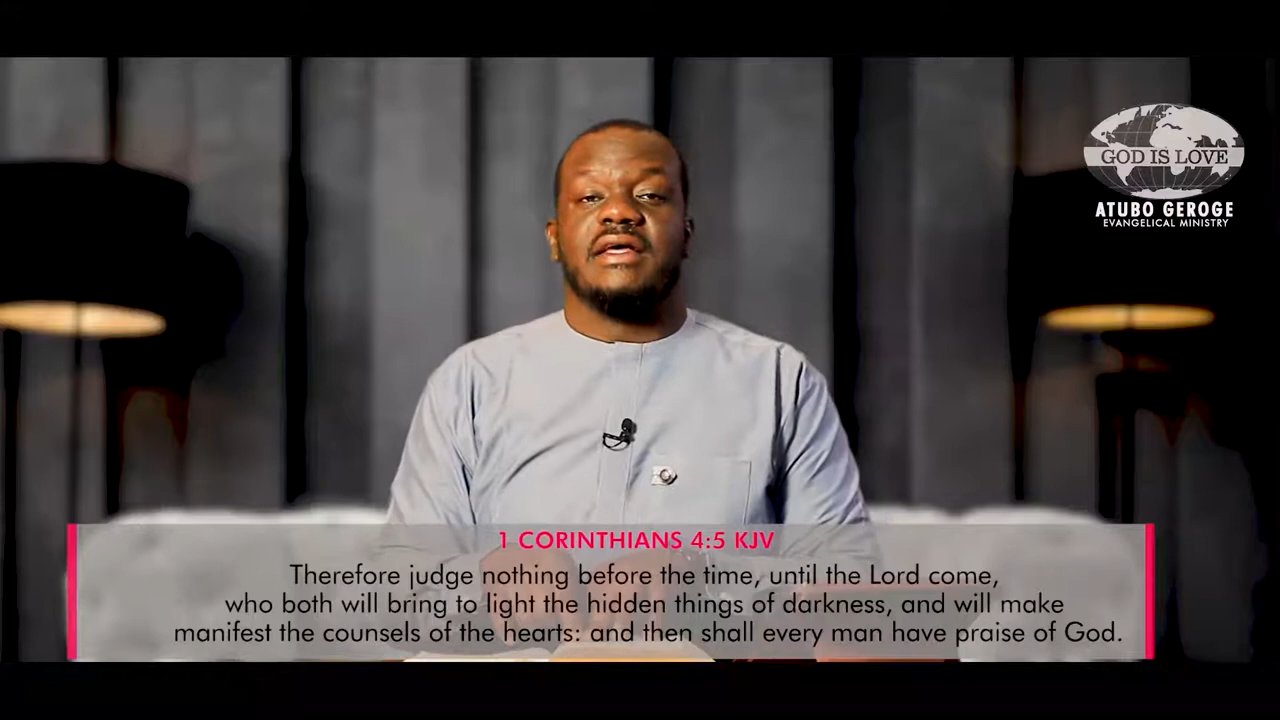 GOD IS LOVE
ATUBO GEROGE
EVANGELICAL MINISTRY
1 CORINTHIANS 4:5 KJV
Therefore judge nothing before the time, until the Lord come,
who both will bring to light the hidden things of darkness, and will make
manifest the counsels of the hearts: and then shall every man have praise of God.